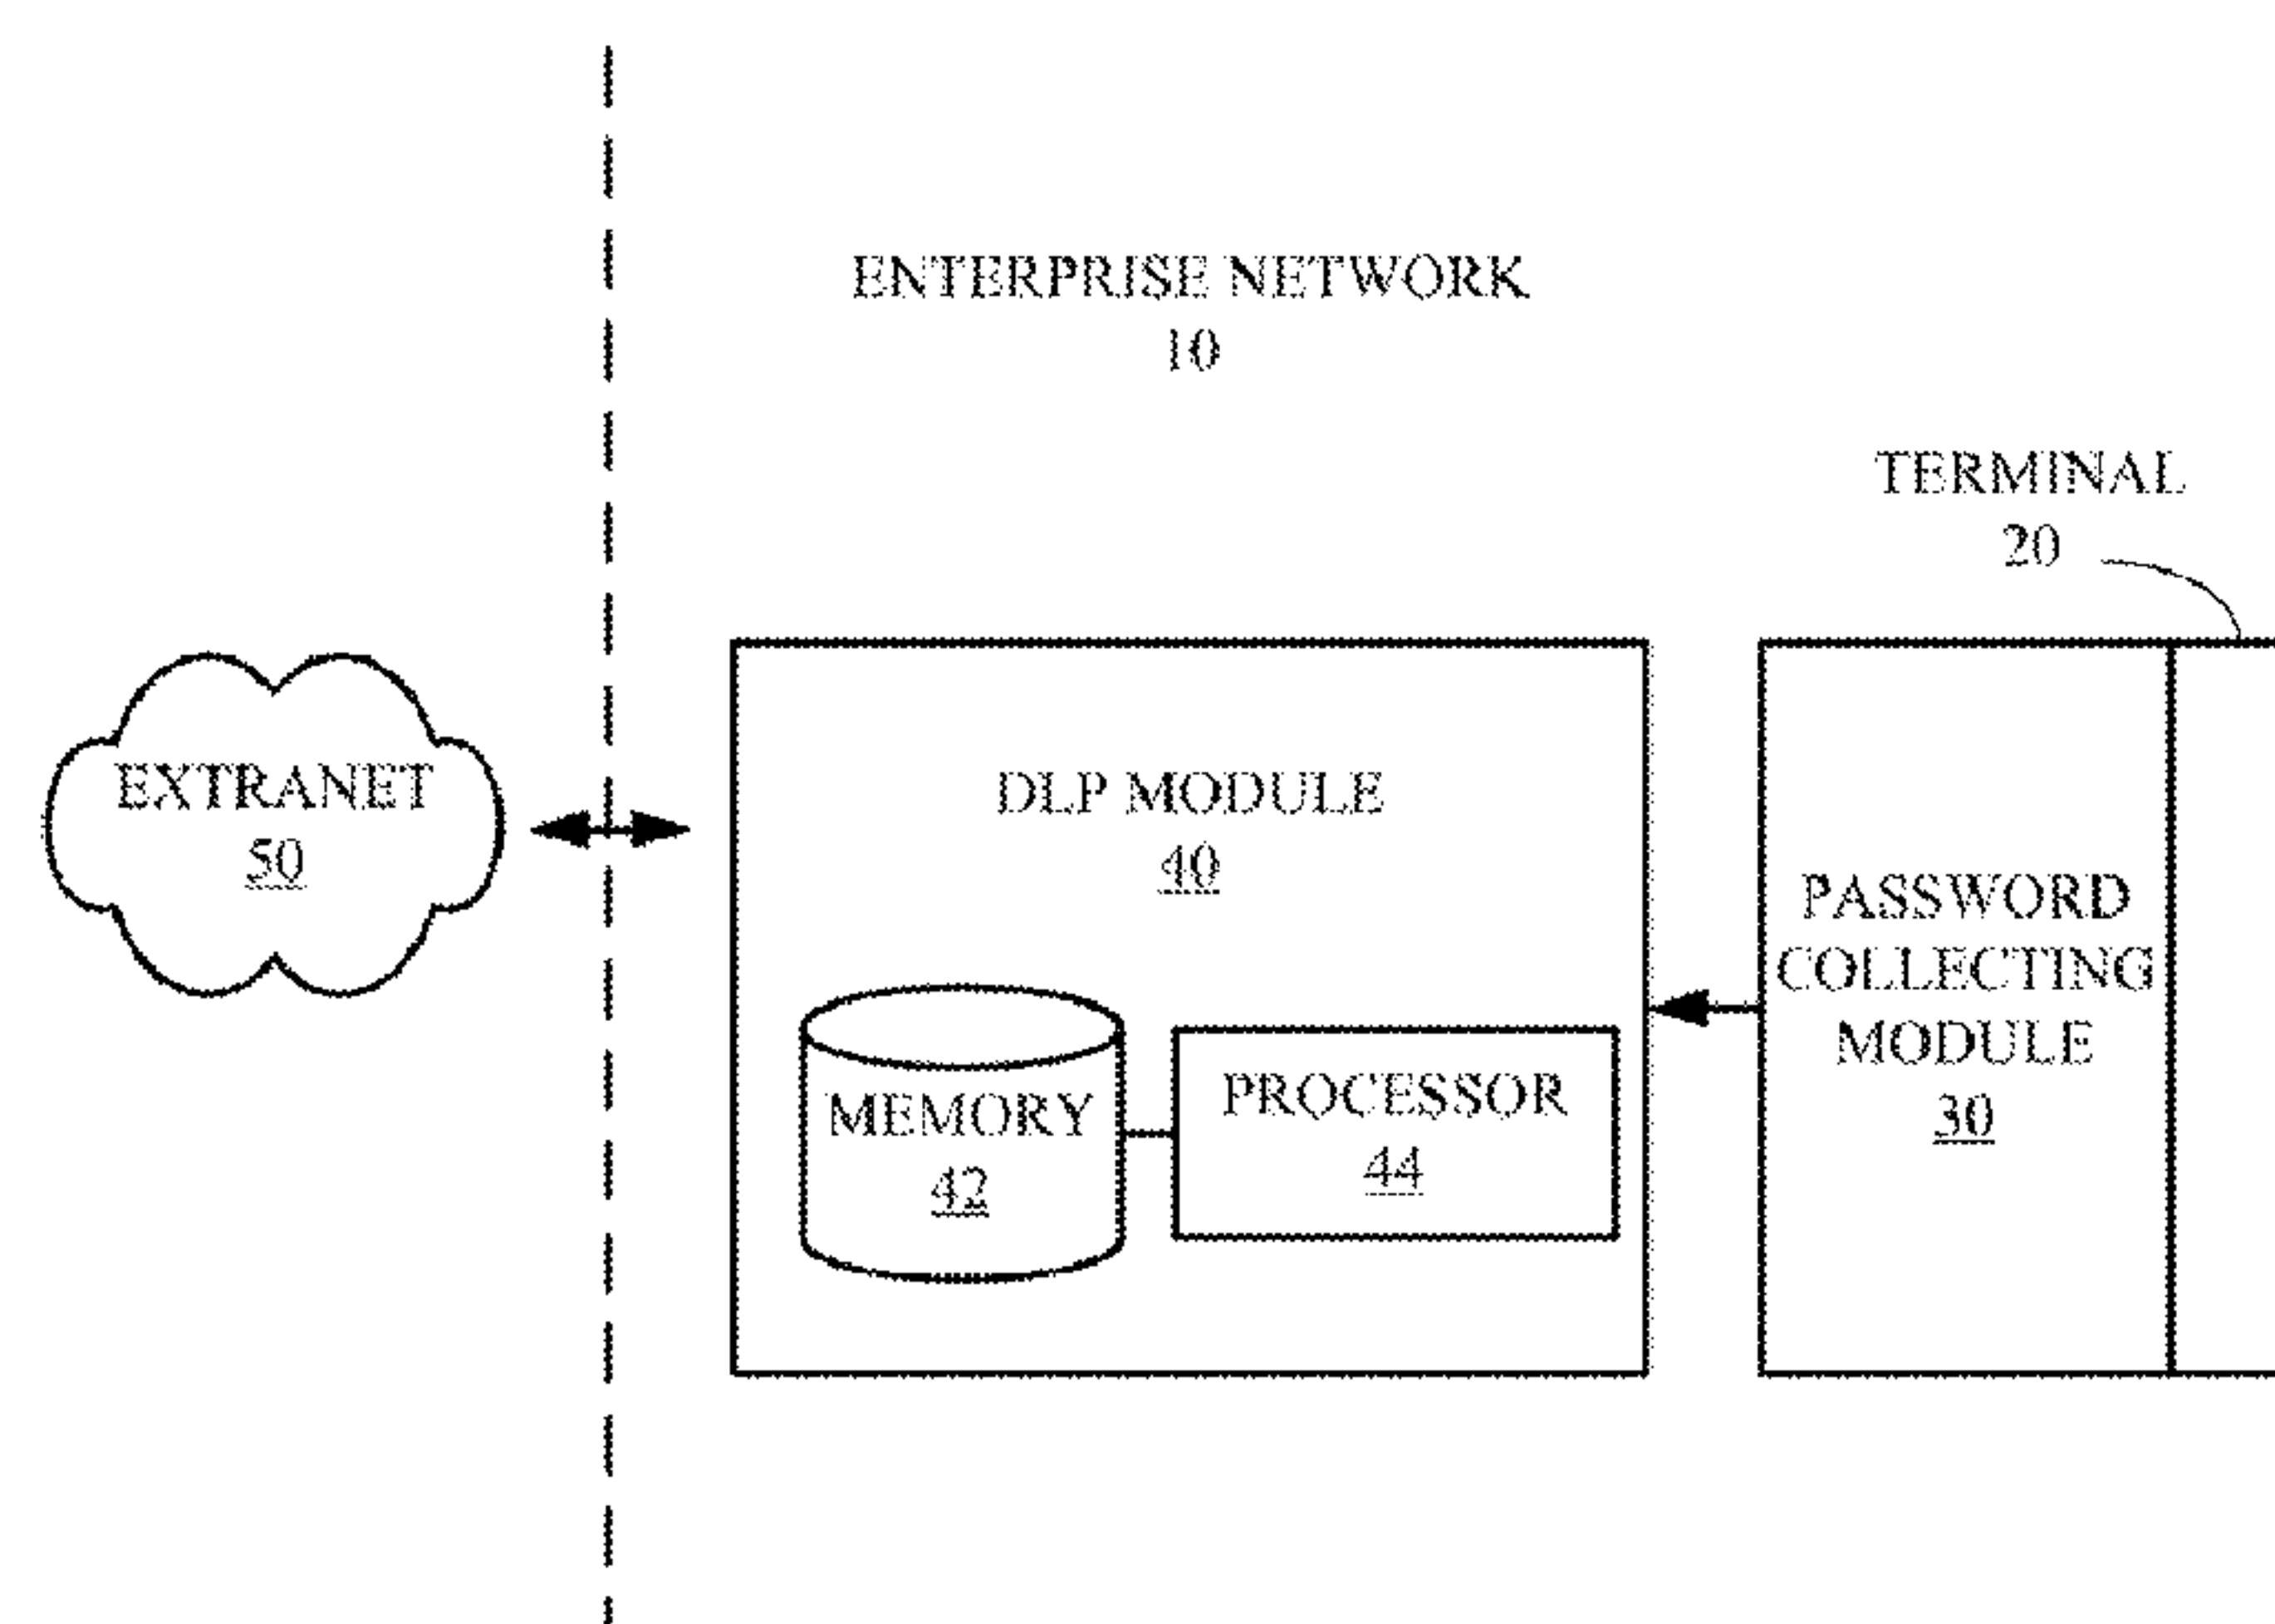 ENTERPRISE NETWORK
10
TERMINAL
20
EXTRANET
50
DLP MODULE
40
MEMORY
42
PROCESSOR
44
PASSWORD
COLLECTING
MODULE
30